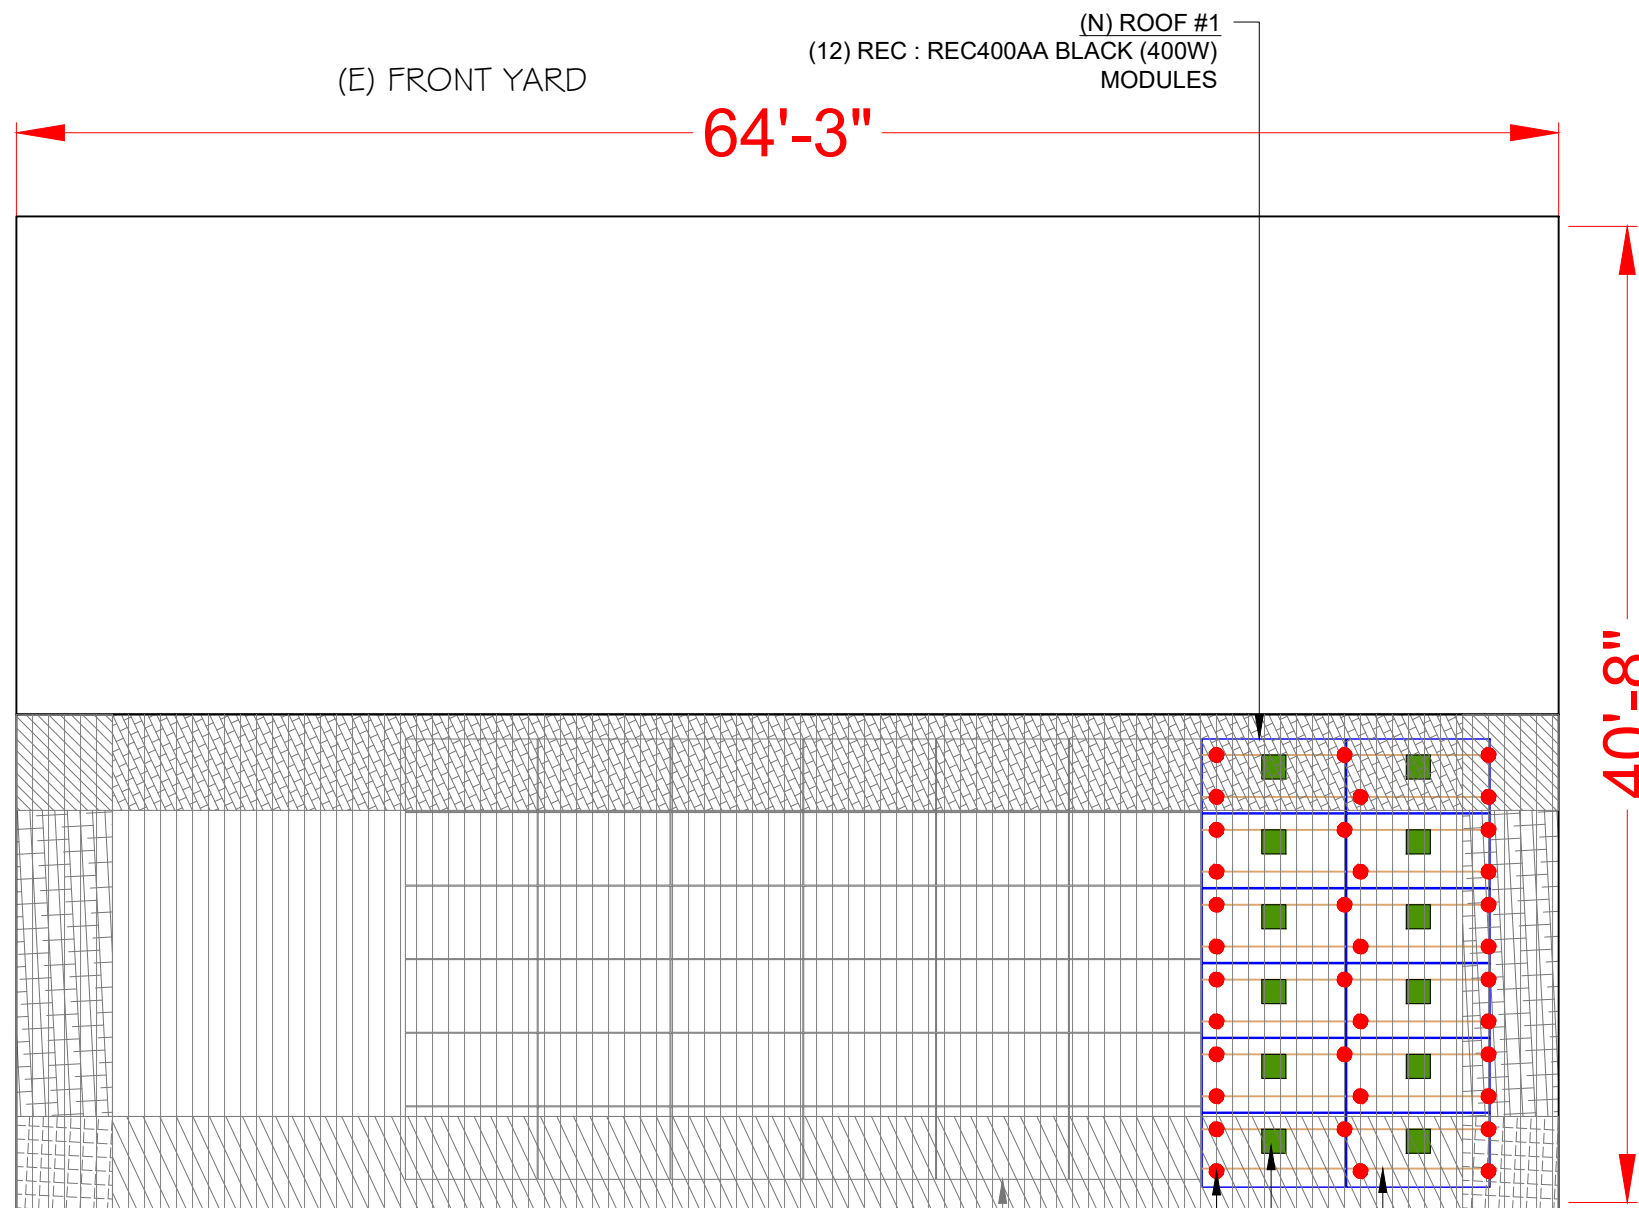 (N) ROOF #1
(12) REC : REC400AA BLACK (400W)
MODULES
(E) FRONT YARD
64'-3"
40'-8"